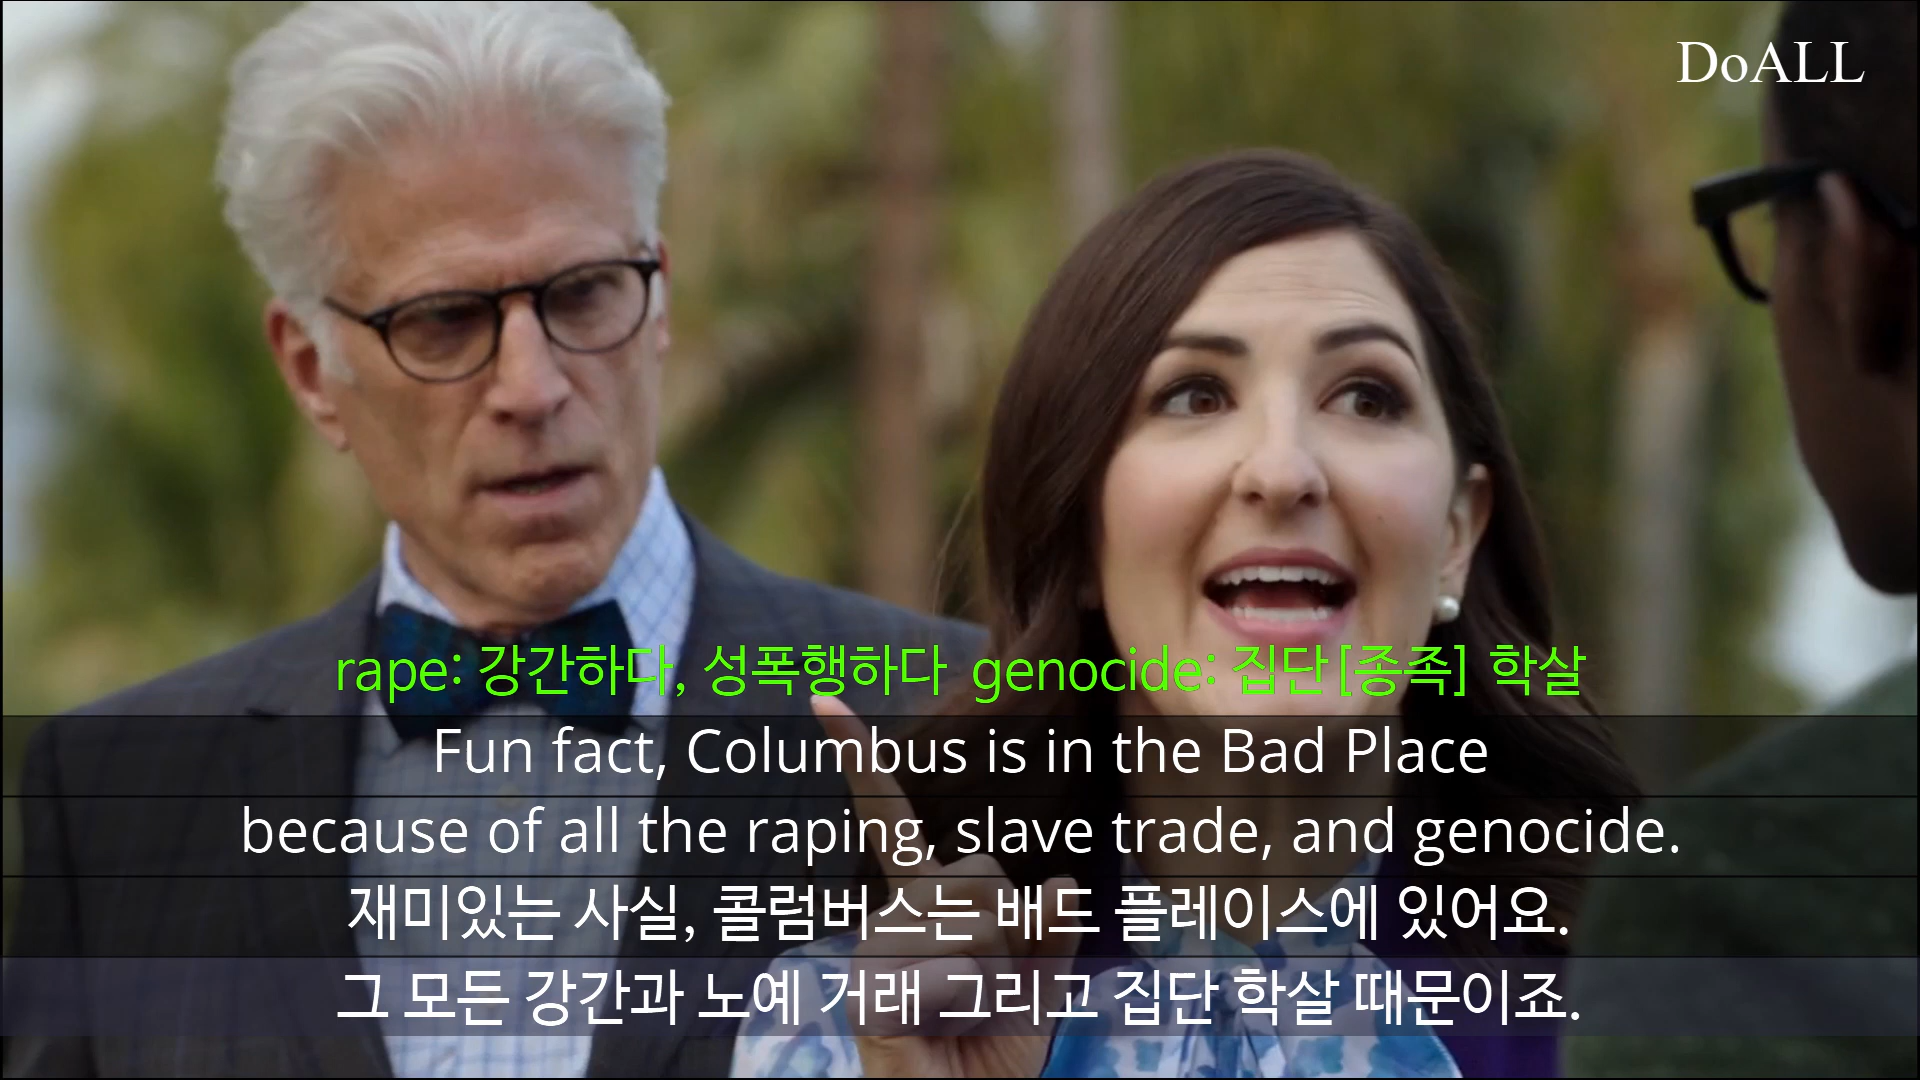 DoALL
rape: 강간하다, 성폭행하다 genocide: 집단[종족] 학살
Fun fact, Columbus is in the Bad Place
because of all the raping, slave trade, and genocide.
재미있는 사실, 콜럼버스는 배드 플레이스에 있어요.
그 모든 강간과 노예 거래 그리고 집단 학살 때문이죠.